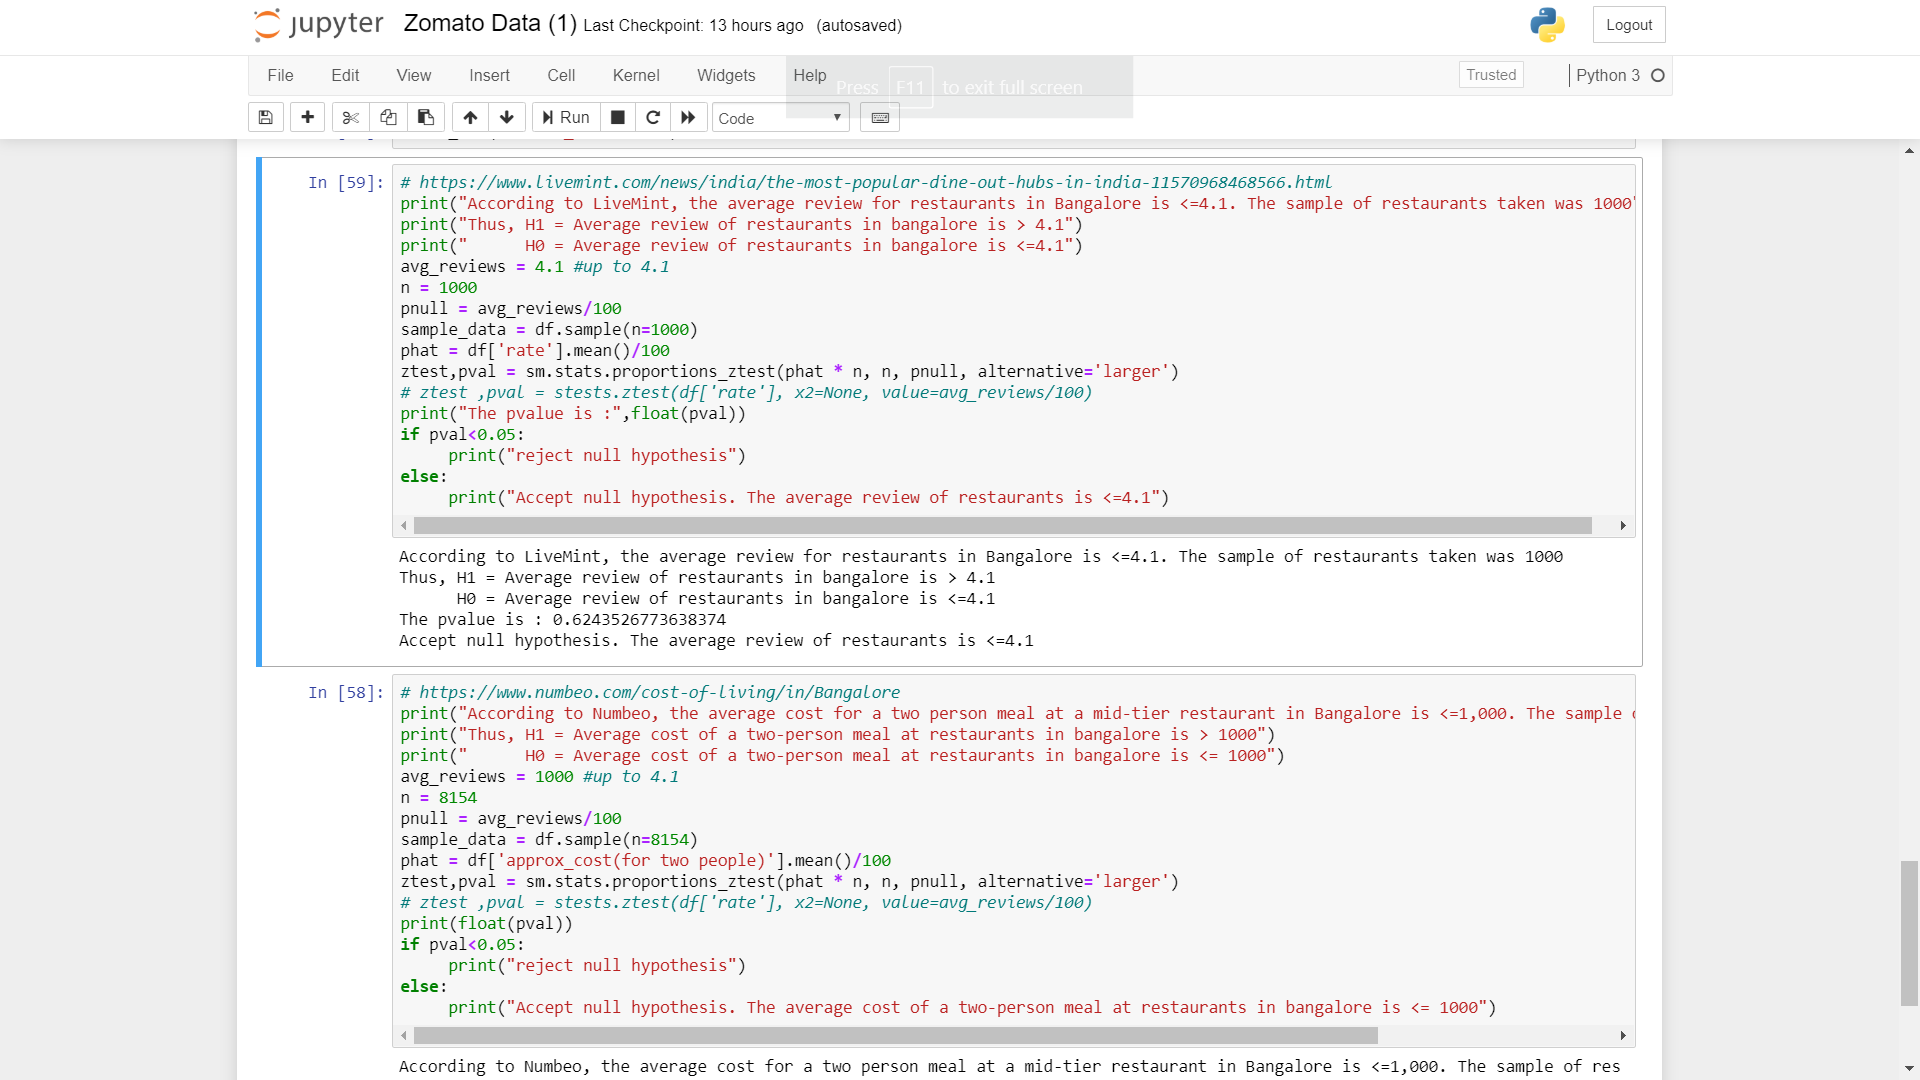 jupyter Zomato Data (1) Last Checkpoint: 13 hours ago (autosaved) Logout
File Edit View Insert Cell Kernel Widgets Help Trusted Python 3
Press F11 to exit full screen
Run Code
In [59]:
# https://www.livemint.com/news/india/the-most-popular-dine-out-hubs-in-india-11570968468566.html
print("According to LiveMint, the average review for restaurants in Bangalore is <=4.1. The sample of restaurants taken was 1000"
print("Thus, H1 = Average review of restaurants in bangalore is > 4.1")
print("      H0 = Average review of restaurants in bangalore is <=4.1")
avg_reviews = 4.1 #up to 4.1
n = 1000
pnull = avg_reviews/100
sample_data = df.sample(n=1000)
phat = df['rate'].mean()/100
ztest,pval = sm.stats.proportions_ztest(phat * n, n, pnull, alternative='larger')
# ztest ,pval = stests.ztest(df['rate'], x2=None, value=avg_reviews/100)
print("The pvalue is :",float(pval))
if pval<0.05:
     print("reject null hypothesis")
else:
     print("Accept null hypothesis. The average review of restaurants is <=4.1")
According to LiveMint, the average review for restaurants in Bangalore is <=4.1. The sample of restaurants taken was 1000
Thus, H1 = Average review of restaurants in bangalore is > 4.1
      H0 = Average review of restaurants in bangalore is <=4.1
The pvalue is : 0.6243526773638374
Accept null hypothesis. The average review of restaurants is <=4.1
In [58]:
# https://www.numbeo.com/cost-of-living/in/Bangalore
print("According to Numbeo, the average cost for a two person meal at a mid-tier restaurant in Bangalore is <=1,000. The sample
print("Thus, H1 = Average cost of a two-person meal at restaurants in bangalore is > 1000")
print("      H0 = Average cost of a two-person meal at restaurants in bangalore is <= 1000")
avg_reviews = 1000 #up to 4.1
n = 8154
pnull = avg_reviews/100
sample_data = df.sample(n=8154)
phat = df['approx_cost(for two people)'].mean()/100
ztest,pval = sm.stats.proportions_ztest(phat * n, n, pnull, alternative='larger')
# ztest ,pval = stests.ztest(df['rate'], x2=None, value=avg_reviews/100)
print(float(pval))
if pval<0.05:
     print("reject null hypothesis")
else:
     print("Accept null hypothesis. The average cost of a two-person meal at restaurants in bangalore is <= 1000")
According to Numbeo, the average cost for a two person meal at a mid-tier restaurant in Bangalore is <=1,000. The sample of res